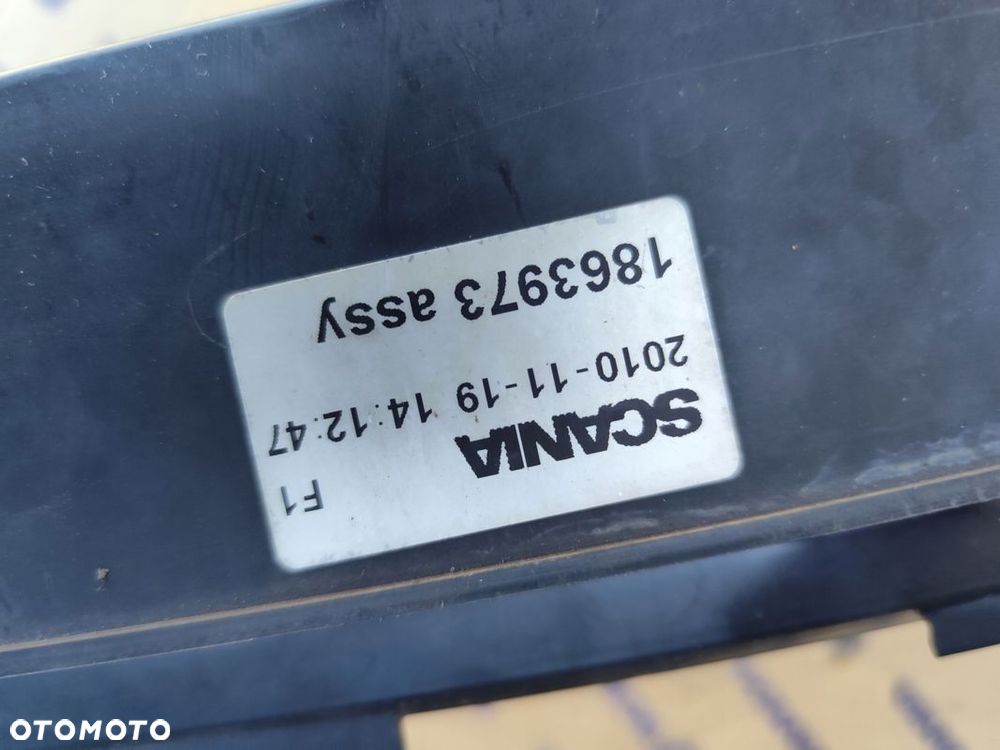 SCANIA F1
2010-11-19 14:12:47
1863973 assy
OTOMOTO